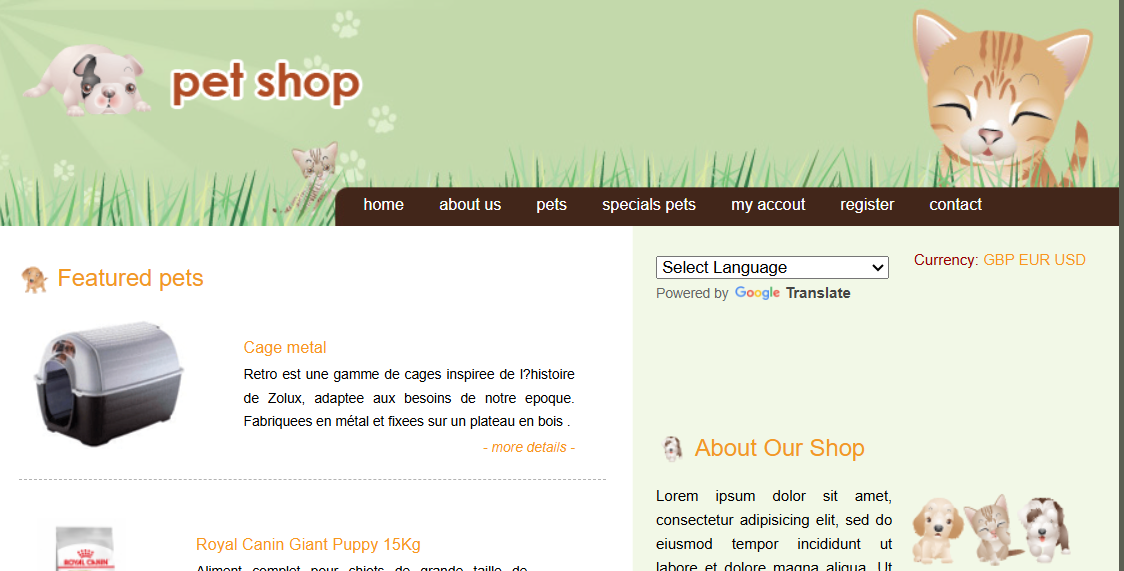 pet shop
home about us pets specials pets my accout register contact
Featured pets
Cage metal
Retro est une gamme de cages inspiree de l?histoire
de Zolux, adaptee aux besoins de notre epoque.
Fabriquees en métal et fixees sur un plateau en bois .
- more details -
ROYAL CANIN
Royal Canin Giant Puppy 15Kg
Aliment complet pour chiots de grande taille de
Select Language
Powered by Google Translate
Currency: GBP EUR USD
About Our Shop
Lorem ipsum dolor sit amet,
consectetur adipisicing elit, sed do
eiusmod tempor incididunt ut
labore et dolore magna aliqua. Ut